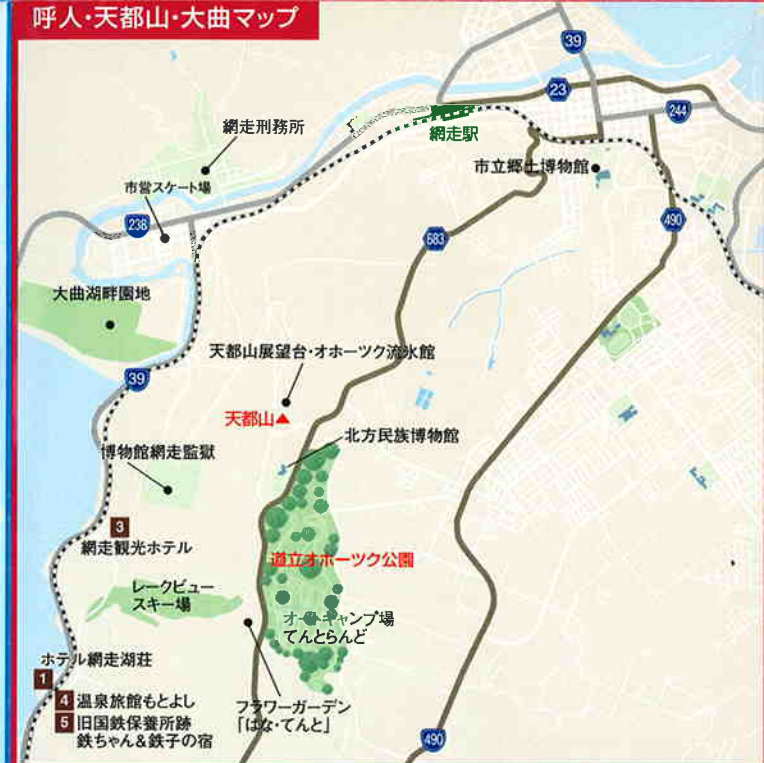 呼人・天都山・大曲マップ
39
23
244
網走駅
網走刑務所
市立郷土博物館
市営スケート場
238
683
490
大曲湖畔園地
天都山展望台・オホーツク流氷館
39
天都山
北方民族博物館
博物館網走監獄
3
網走観光ホテル
道立オホーツク公園
レークビュー
スキー場
オートキャンプ場
てんとらんど
ホテル網走湖荘
1
4 温泉旅館もとよし
5 旧国鉄保養所跡
鉄ちゃん&鉄子の宿
フラワーガーデン
「はな・てんと」
490